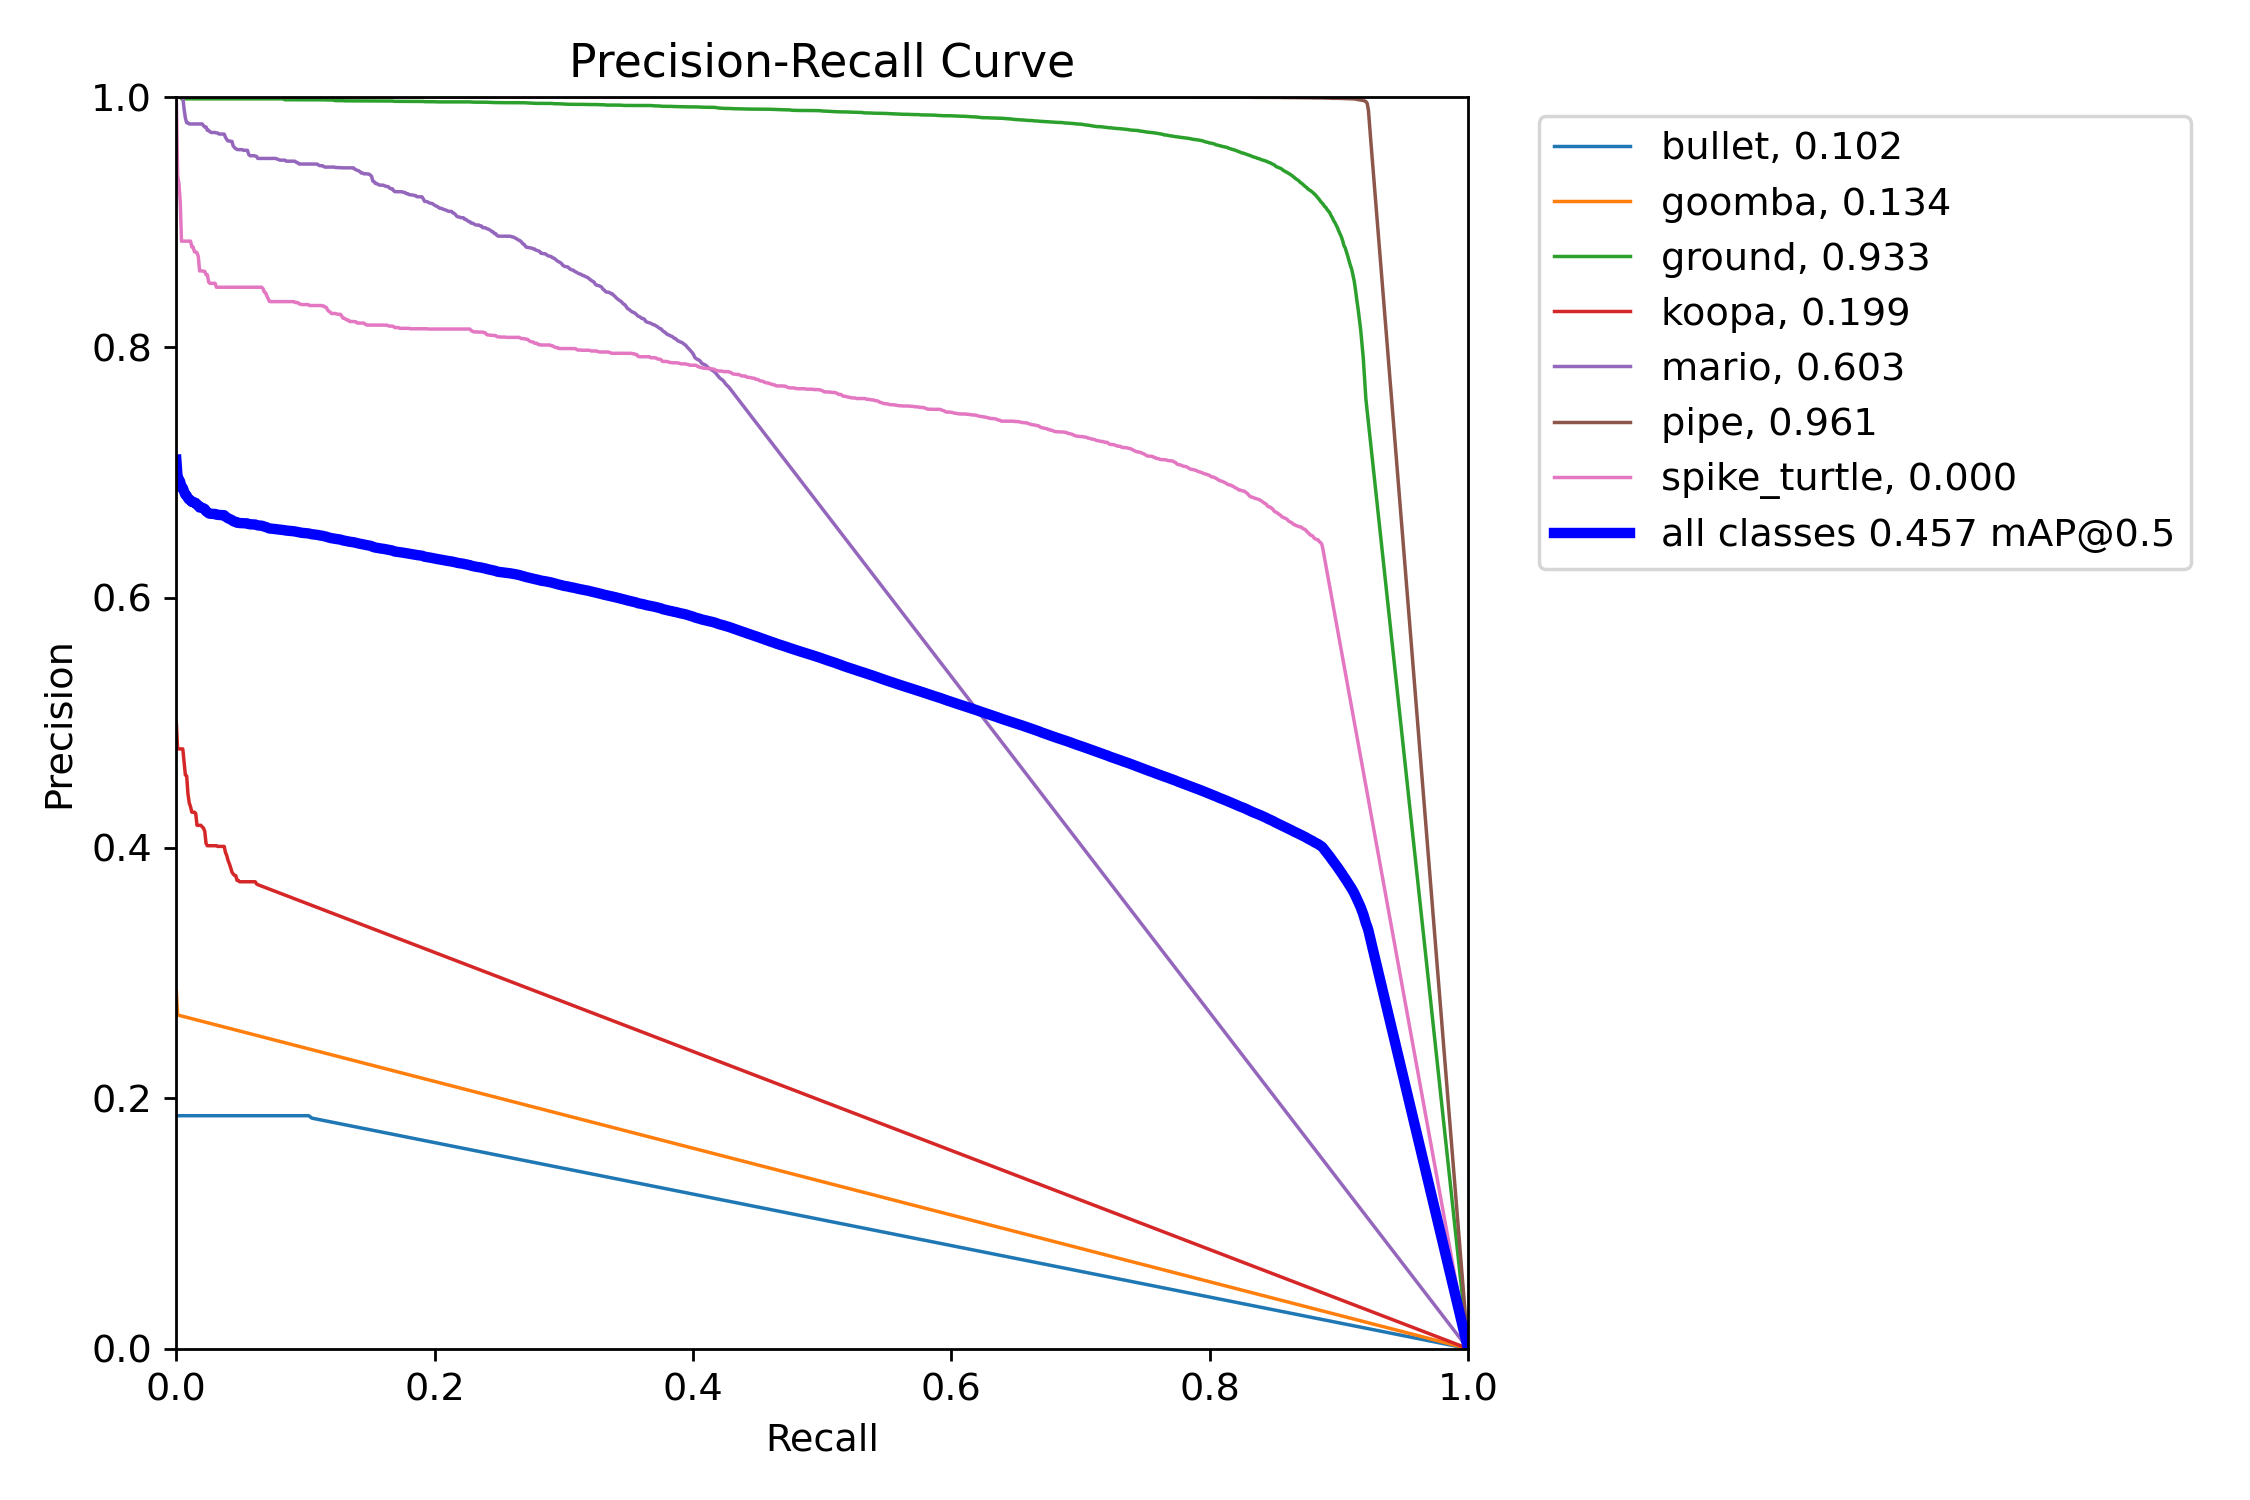 Precision-Recall Curve
1.0
0.8
0.6
0.4
0.2
0.0
Precision
0.0 0.2 0.4 0.6 0.8 1.0
Recall
bullet, 0.102
goomba, 0.134
ground, 0.933
koopa, 0.199
mario, 0.603
pipe, 0.961
spike_turtle, 0.000
all classes 0.457 mAP@0.5